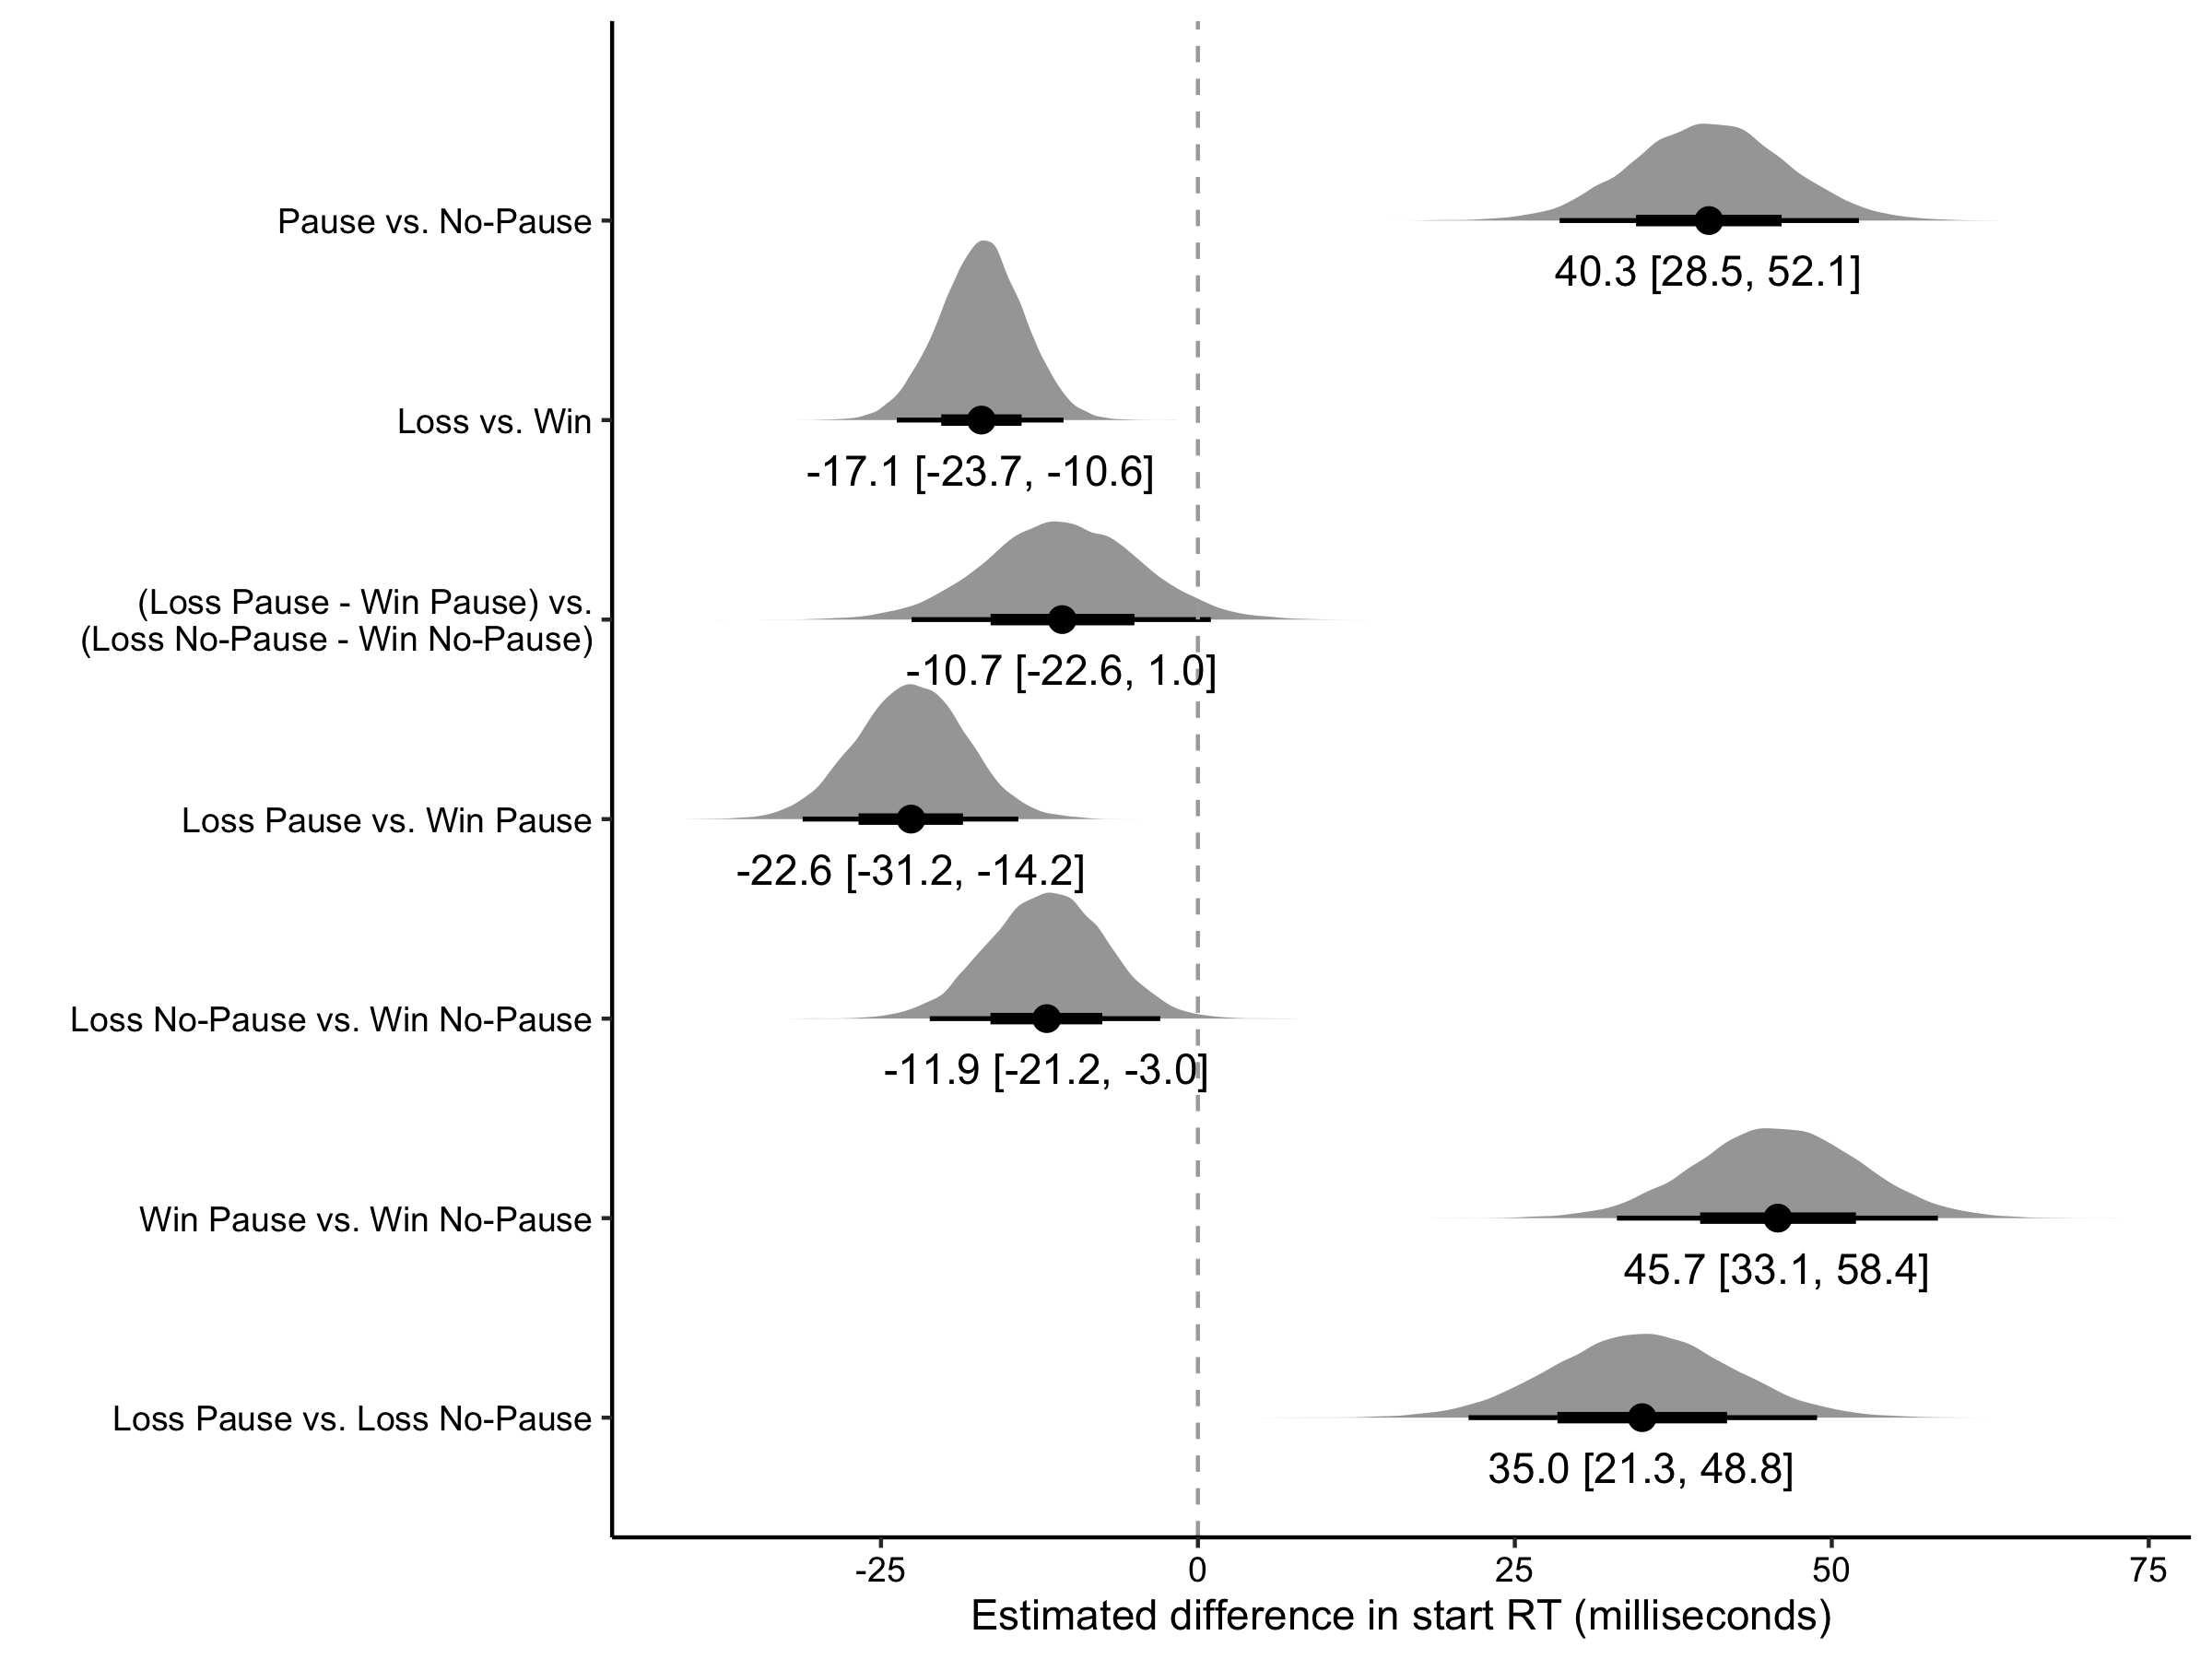 Pause vs. No-Pause
40.3 [28.5, 52.1]
Loss vs. Win
-17.1 [-23.7, -10.6]
(Loss Pause - Win Pause) vs.
(Loss No-Pause - Win No-Pause)
-10.7 [-22.6, 1.0]
Loss Pause vs. Win Pause
-22.6 [-31.2, -14.2]
Loss No-Pause vs. Win No-Pause
-11.9 [-21.2, -3.0]
Win Pause vs. Win No-Pause
45.7 [33.1, 58.4]
Loss Pause vs. Loss No-Pause
35.0 [21.3, 48.8]
-25 0 25 50 75
Estimated difference in start RT (milliseconds)